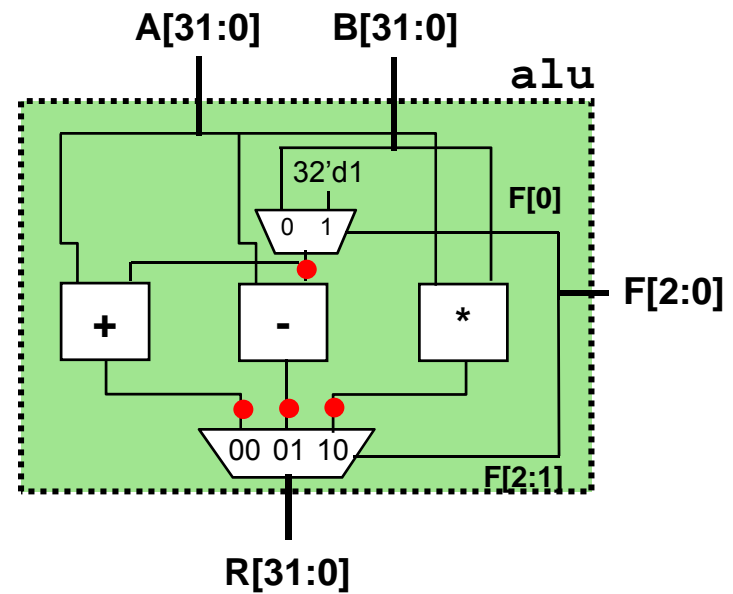 A[31:0] B[31:0]
alu
32'd1
F[0]
0 1
F[2:0]
+ - *
00 01 10
F[2:1]
R[31:0]